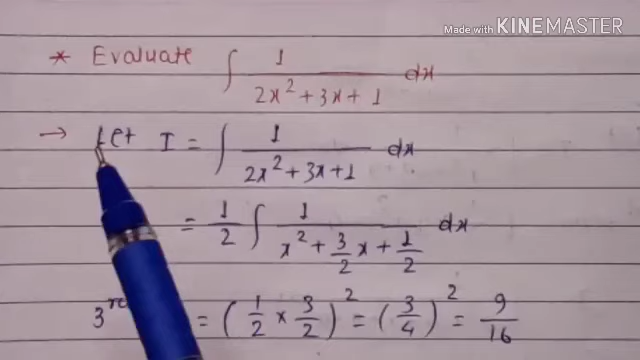 Made with KINEMASTER
* Evaluate ∫ 1/(2x² + 3x + 1) dx
→ Let I = ∫ 1/(2x² + 3x + 1) dx
= 1/2 ∫ 1/(x² + 3/2 x + 1/2) dx
= (1/2 × 3/2)² = (3/4)² = 9/16